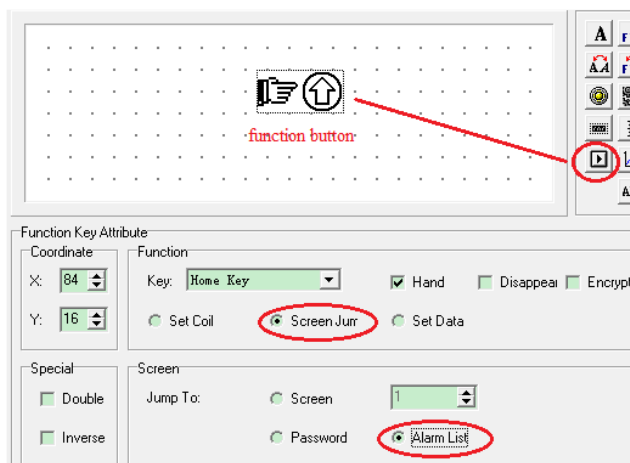 A F
AA F
function button
A
Function Key Attribute
Coordinate Function
X: 84 Key: Home Key Hand Disappear Encrypt
Y: 16 Set Coil Screen Jum Set Data
Special Screen
Double Jump To: Screen 1
Inverse Password Alarm List